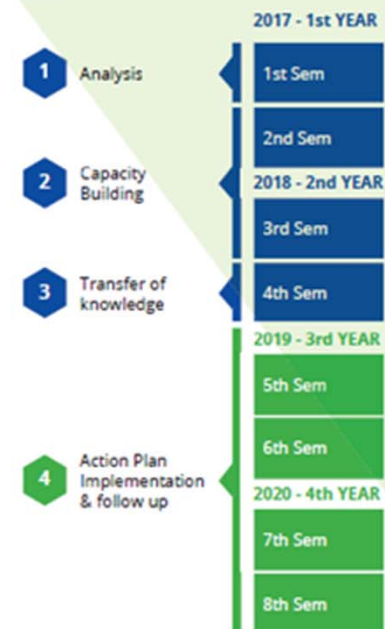 2017 - 1st YEAR
1
Analysis
1st Sem
2nd Sem
2
Capacity
Building
2018 - 2nd YEAR
3rd Sem
3
Transfer of
knowledge
4th Sem
2019 - 3rd YEAR
5th Sem
6th Sem
4
Action Plan
Implementation
& follow up
2020 - 4th YEAR
7th Sem
8th Sem